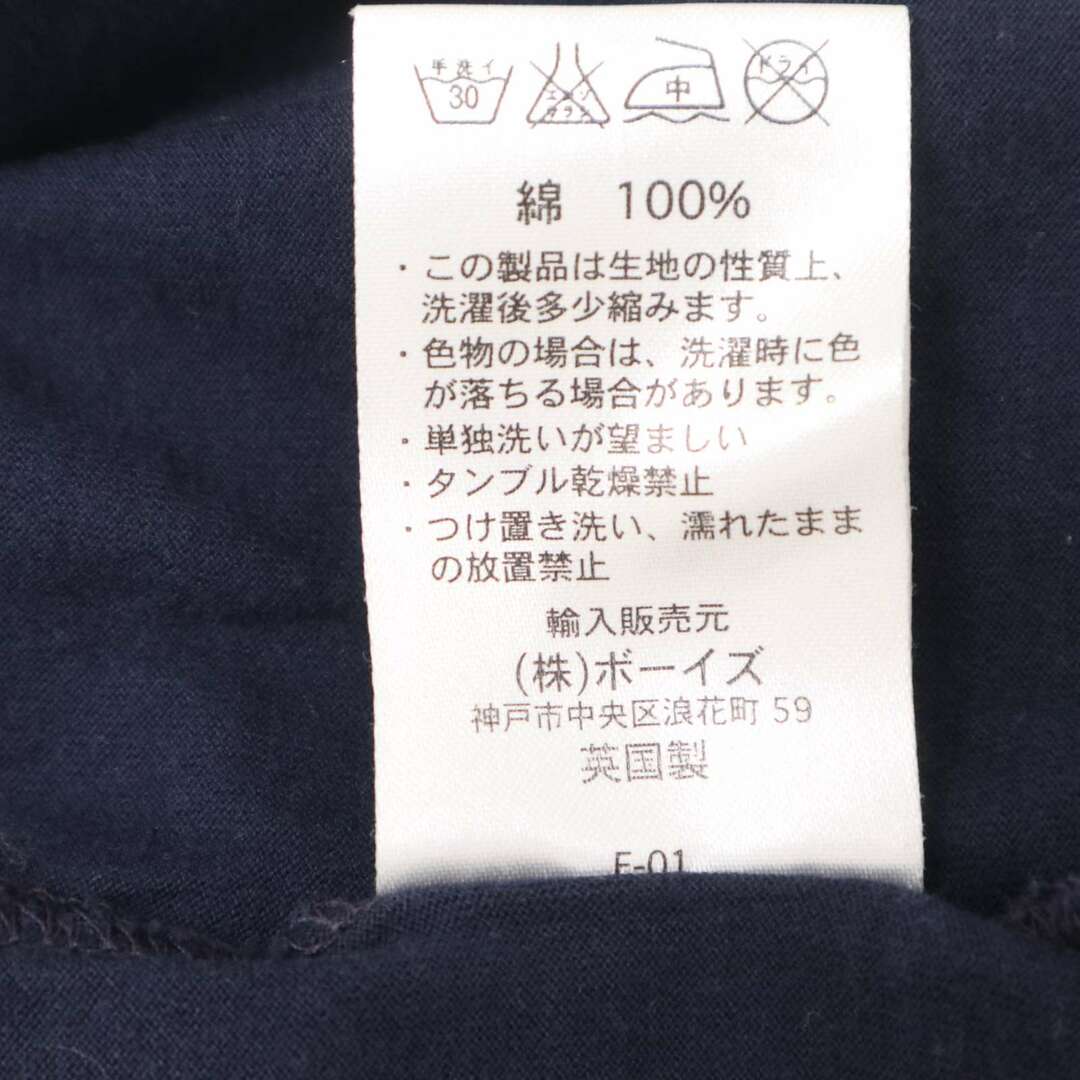 手洗イ
30
エンソ
サラシ
中
ドライ
綿 100%
・この製品は生地の性質上、
洗濯後多少縮みます。
・色物の場合は、洗濯時に色
が落ちる場合があります。
・単独洗いが望ましい
・タンブル乾燥禁止
・つけ置き洗い、濡れたまま
の放置禁止
輸入販売元
(株)ボーイズ
神戸市中央区浪花町 59
英国製
F-01